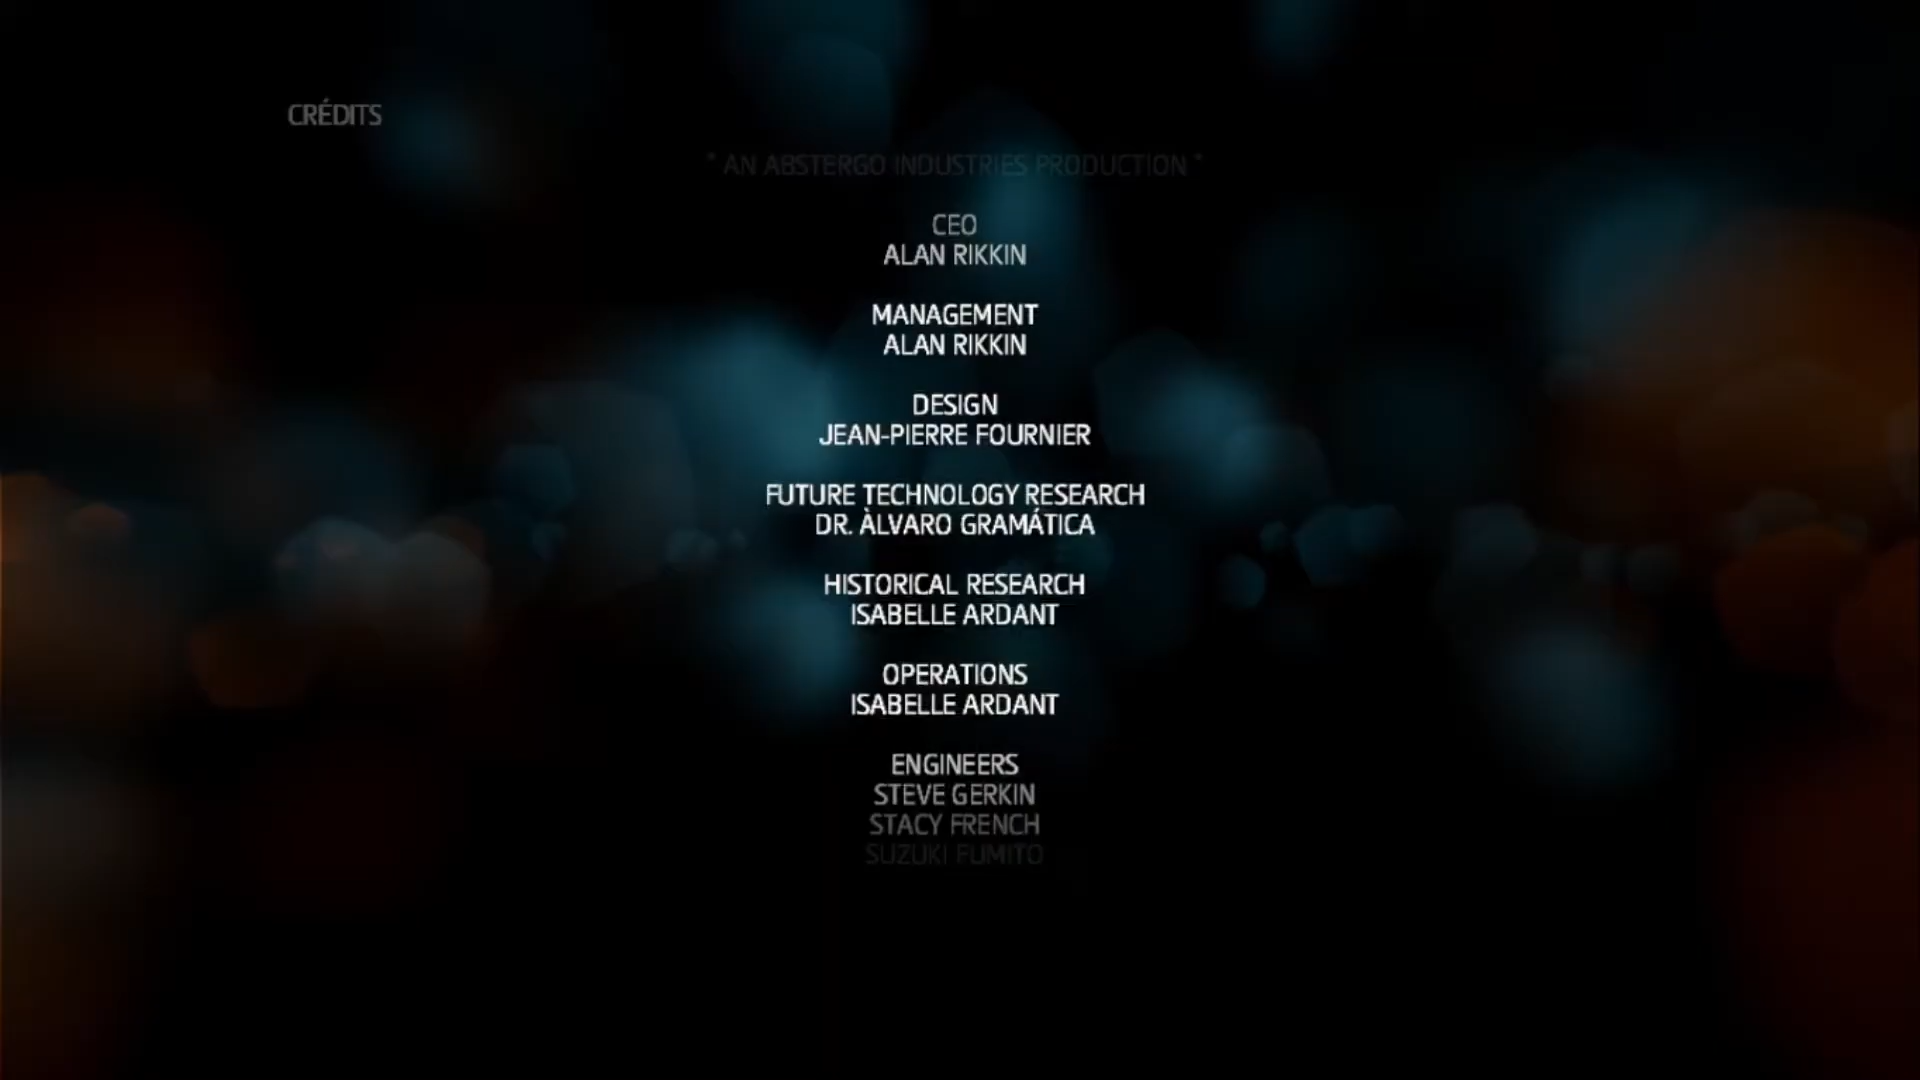 CRÉDITS
" AN ABSTERGO INDUSTRIES PRODUCTION "
CEO
ALAN RIKKIN
MANAGEMENT
ALAN RIKKIN
DESIGN
JEAN-PIERRE FOURNIER
FUTURE TECHNOLOGY RESEARCH
DR. ÀLVARO GRAMÁTICA
HISTORICAL RESEARCH
ISABELLE ARDANT
OPERATIONS
ISABELLE ARDANT
ENGINEERS
STEVE GERKIN
STACY FRENCH
SUZUKI FUMITO